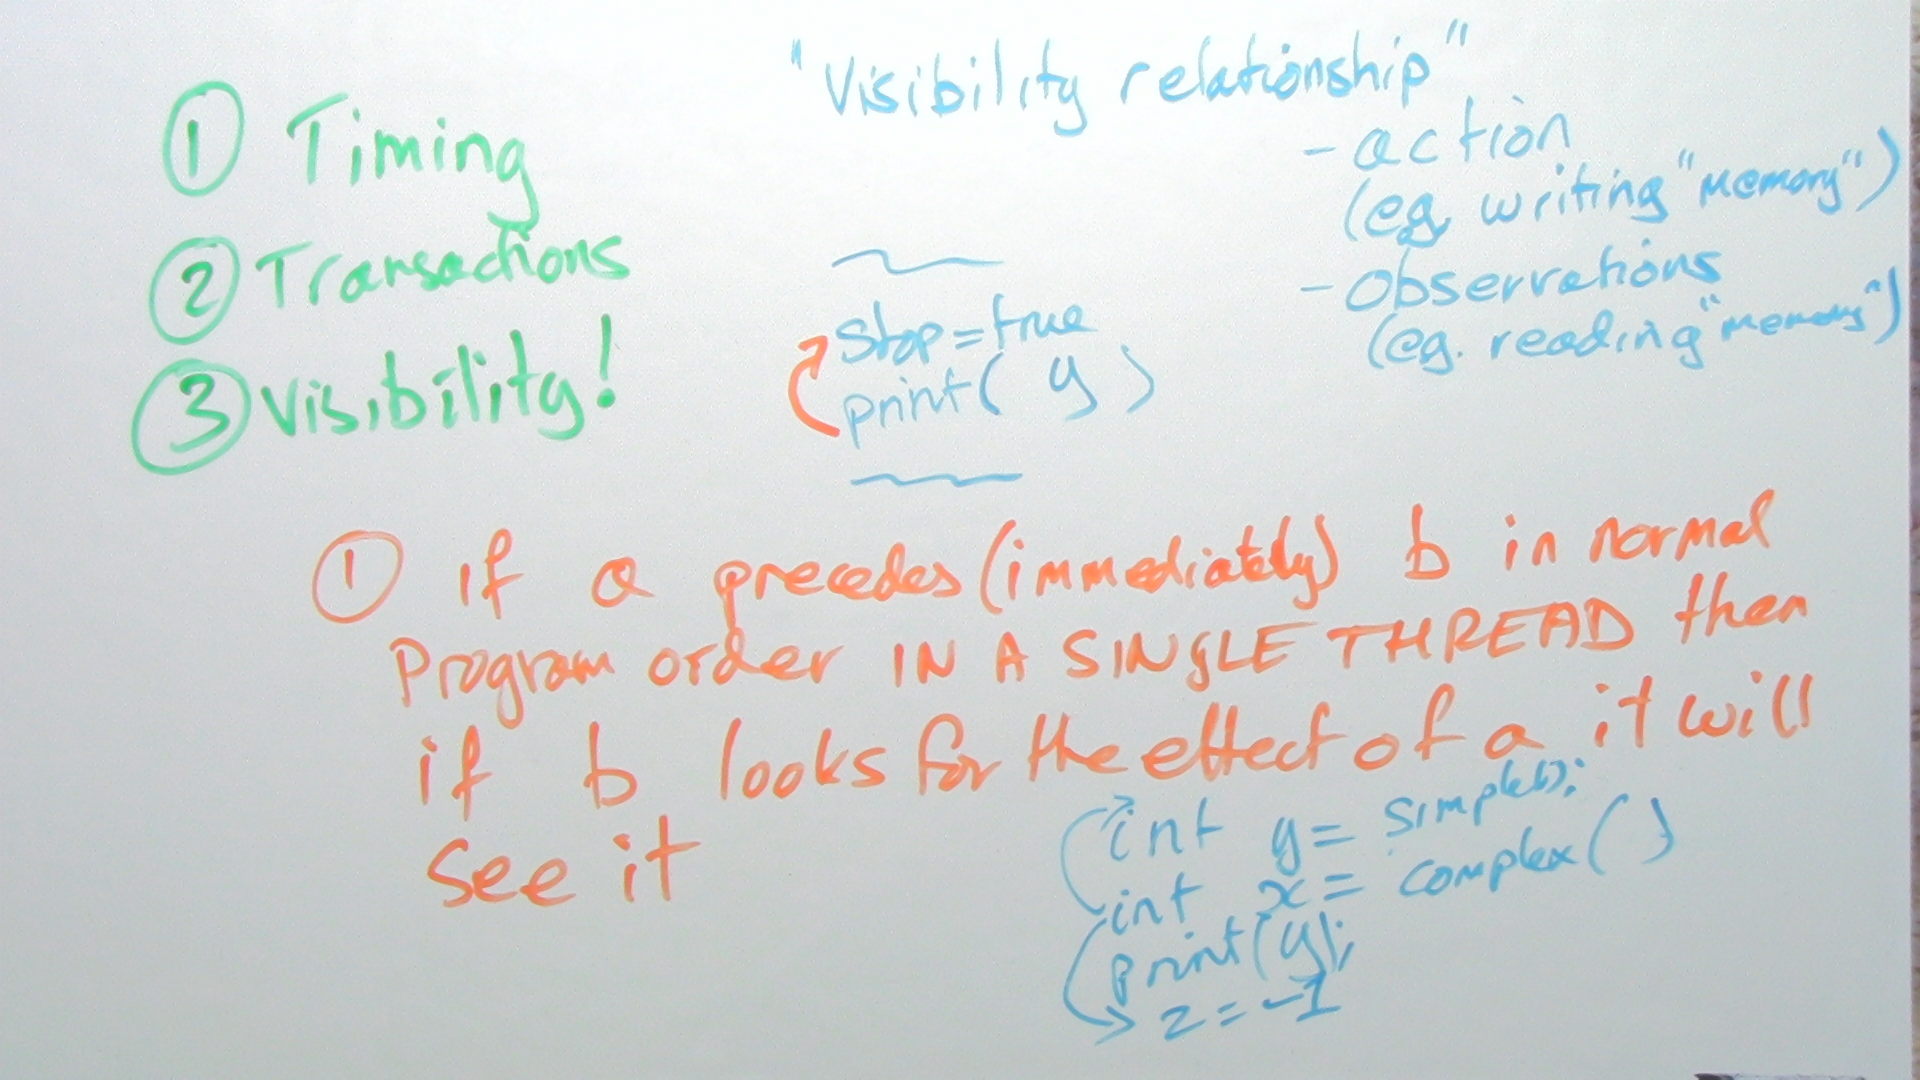 ① Timing
② Transactions
③ Visibility!
"Visibility relationship"
- action
(eg, writing "memory")
- Observations
(eg. reading "memory")
Stop=true
print( y )
① if a precedes (immediately) b in normal
Program order IN A SINGLE THREAD then
if b looks for the effect of a it will
See it
int y= simple();
int x= complex( )
print(y);
z=-1